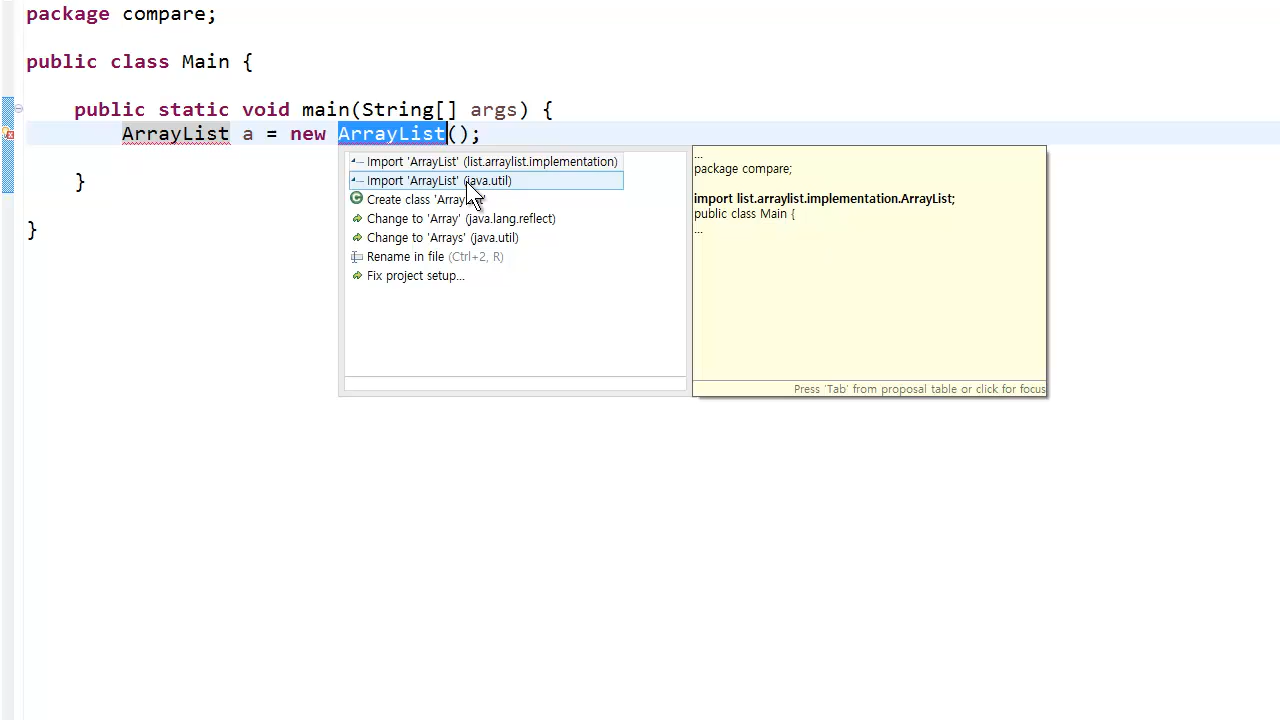 package compare;
public class Main {
public static void main(String[] args) {
ArrayList a = new ArrayList();
}
}
Import 'ArrayList' (list.arraylist.implementation)
Import 'ArrayList' (java.util)
Create class 'Array
Change to 'Array' (java.lang.reflect)
Change to 'Arrays' (java.util)
Rename in file (Ctrl+2, R)
Fix project setup...
...
package compare;
import list.arraylist.implementation.ArrayList;
public class Main {
...
Press 'Tab' from proposal table or click for focus